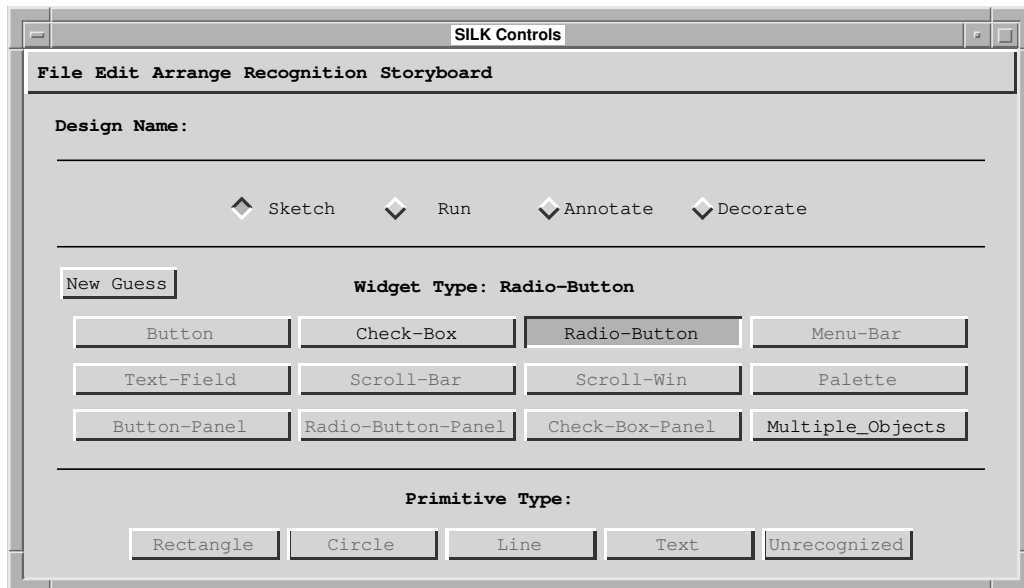 SILK Controls
File Edit Arrange Recognition Storyboard
Design Name:
Sketch Run Annotate Decorate
New Guess
Widget Type: Radio-Button
Button Check-Box Radio-Button Menu-Bar
Text-Field Scroll-Bar Scroll-Win Palette
Button-Panel Radio-Button-Panel Check-Box-Panel Multiple_Objects
Primitive Type:
Rectangle Circle Line Text Unrecognized